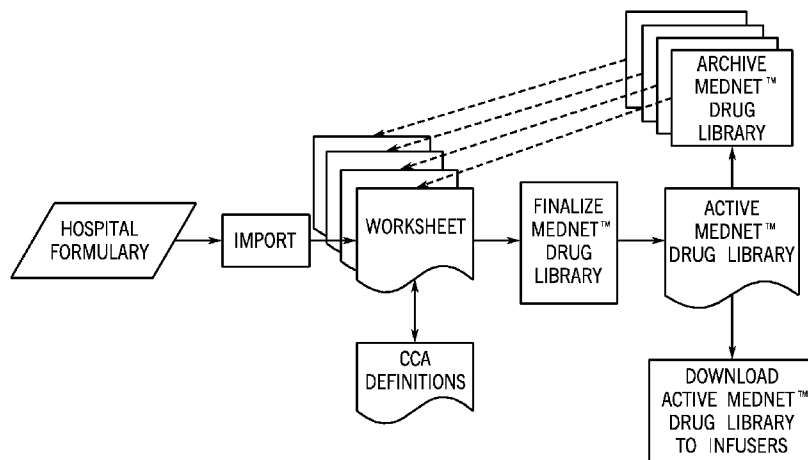 ARCHIVE
MEDNET™
DRUG
LIBRARY
HOSPITAL
FORMULARY
IMPORT
WORKSHEET
FINALIZE
MEDNET™
DRUG
LIBRARY
ACTIVE
MEDNET™
DRUG LIBRARY
CCA
DEFINITIONS
DOWNLOAD
ACTIVE MEDNET™
DRUG LIBRARY
TO INFUSERS